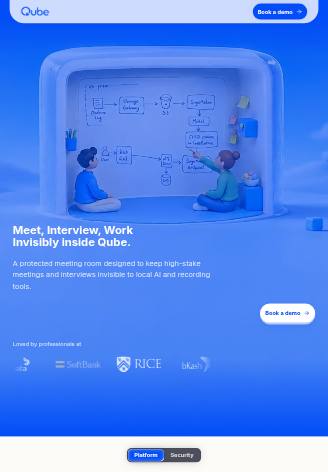 Qube
Book a demo →
S3
Model
Meet, Interview, Work
Invisibly inside Qube.
A protected meeting room designed to keep high-stake
meetings and interviews invisible to local AI and recording
tools.
Book a demo →
Loved by professionals at
SoftBank
RICE
bKash
Platform
Security